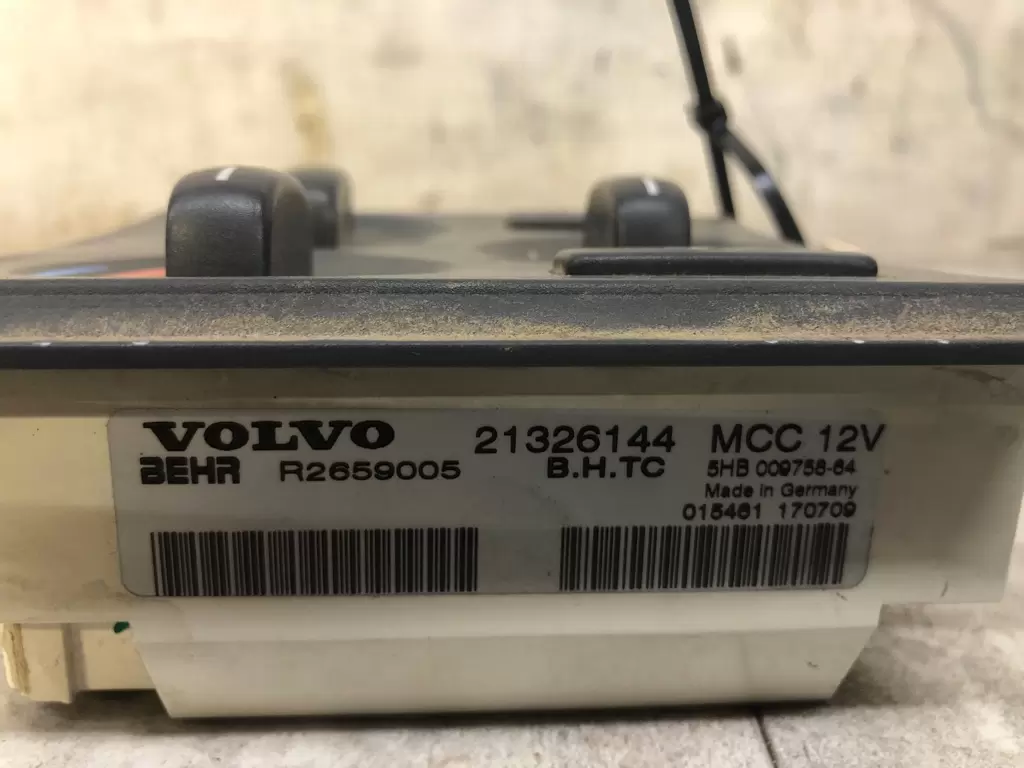 VOLVO 21326144 MCC 12V
BEHR R2659005 B.H.TC 5HB 009758-64
Made in Germany
015461 170709